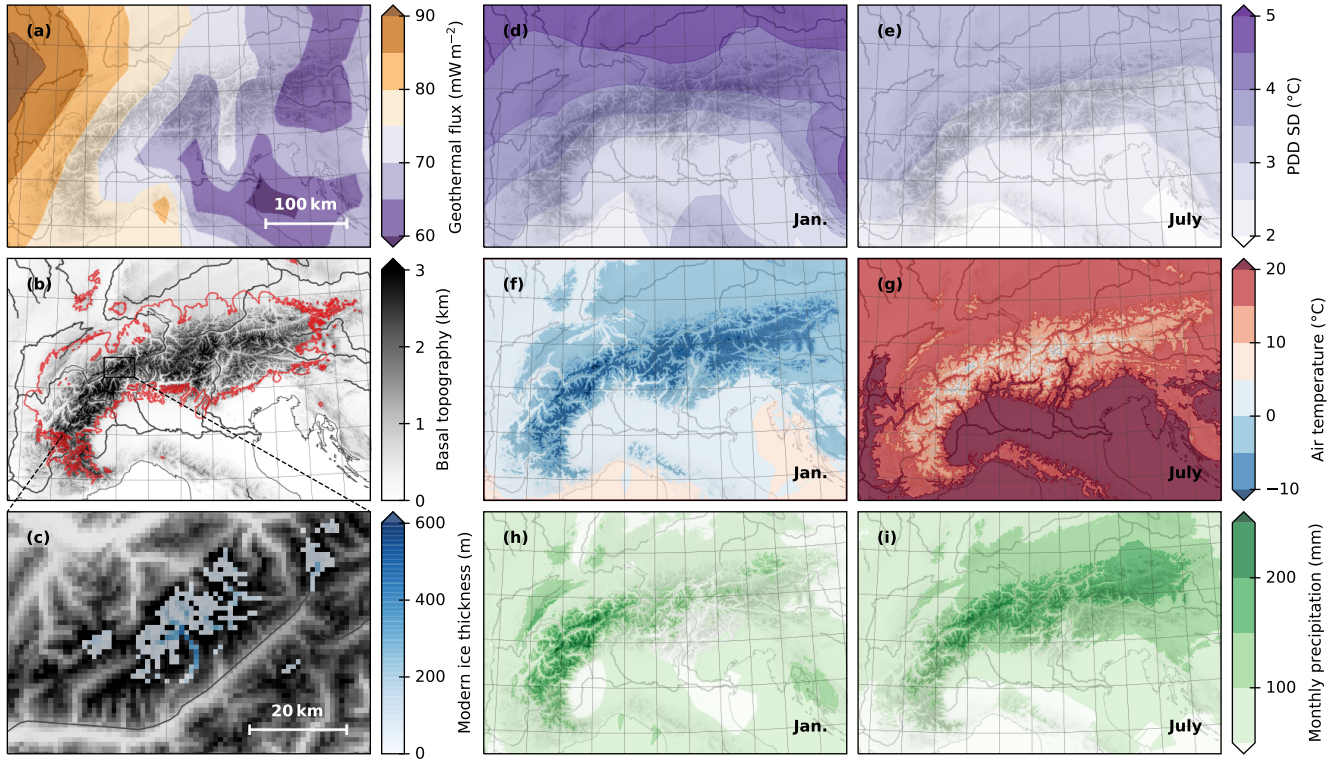 (a)
100 km
90
80
70
60
Geothermal flux (mW m−2)
(d)
Jan.
(e)
July
5
4
3
2
PDD SD (°C)
(b)
3
2
1
0
Basal topography (km)
(f)
Jan.
(g)
July
20
10
0
−10
Air temperature (°C)
(c)
20 km
600
400
200
0
Modern ice thickness (m)
(h)
Jan.
(i)
July
200
100
Monthly precipitation (mm)